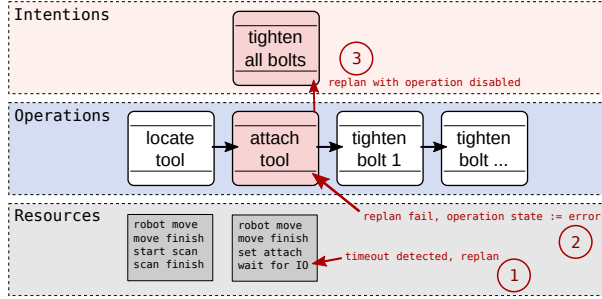 Intentions
tighten
all bolts
3
replan with operation disabled
Operations
locate
tool
attach
tool
tighten
bolt 1
tighten
bolt ...
replan fail, operation state := error
2
Resources
robot move
move finish
start scan
scan finish
robot move
move finish
set attach
wait for IO
timeout detected, replan
1